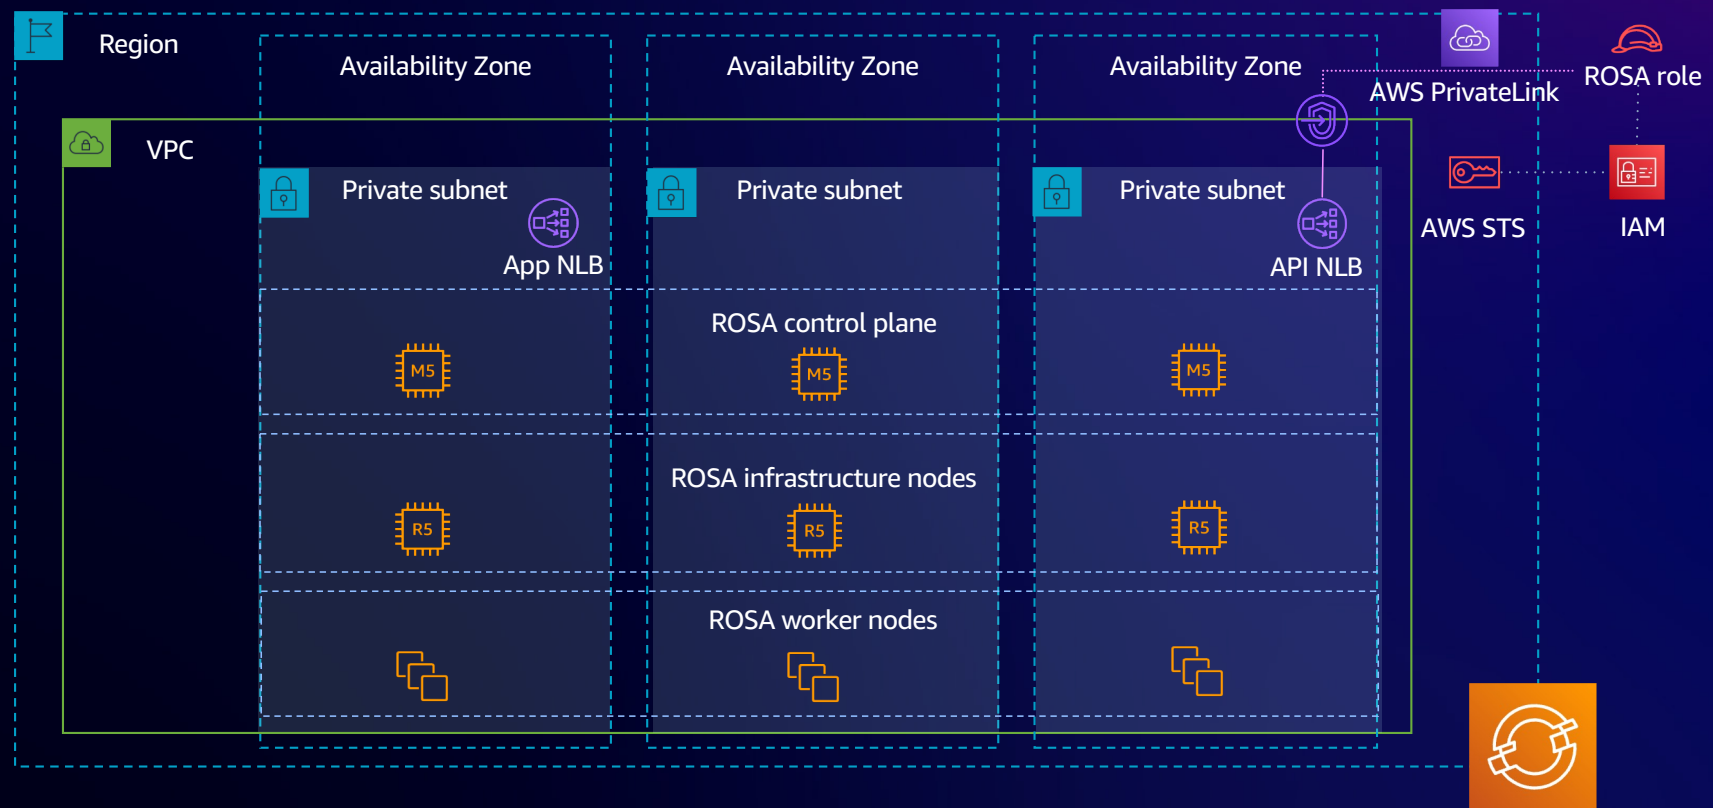 Region
Availability Zone
Availability Zone
Availability Zone
AWS PrivateLink
ROSA role
VPC
Private subnet
Private subnet
Private subnet
App NLB
API NLB
AWS STS
IAM
ROSA control plane
M5
M5
M5
ROSA infrastructure nodes
R5
R5
R5
ROSA worker nodes